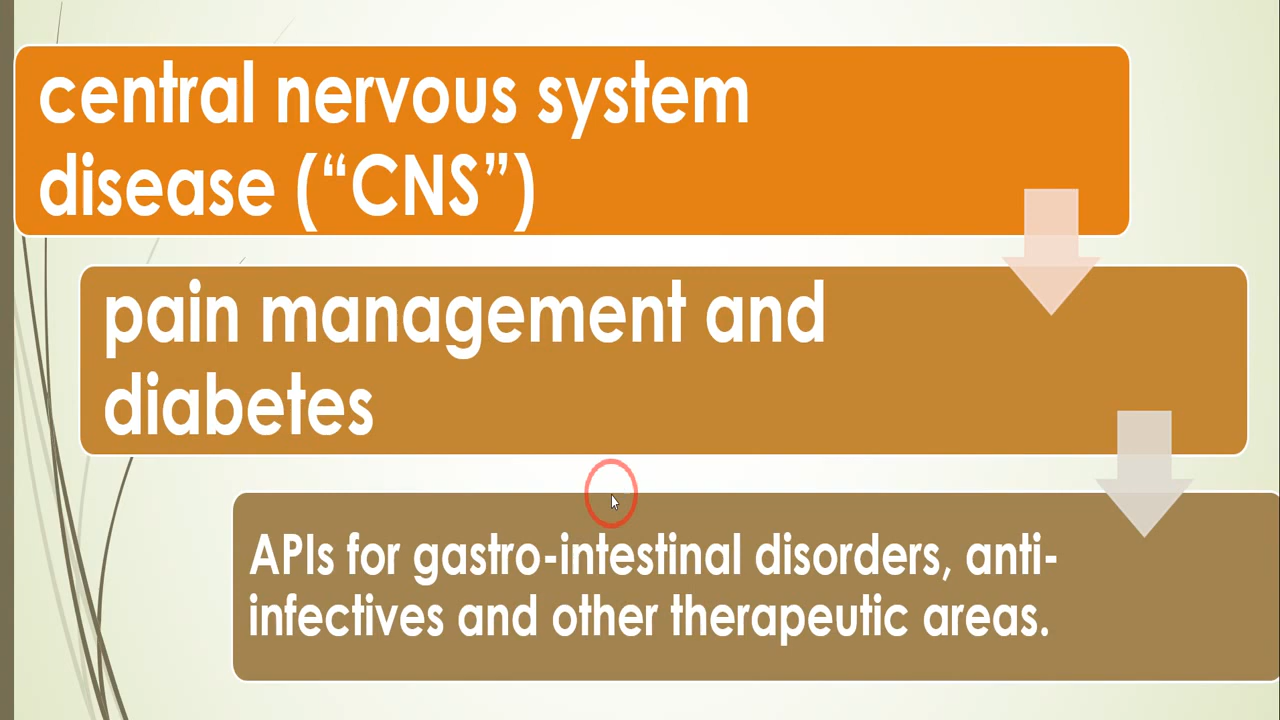 central nervous system
disease (“CNS”)
pain management and
diabetes
APIs for gastro-intestinal disorders, anti-
infectives and other therapeutic areas.